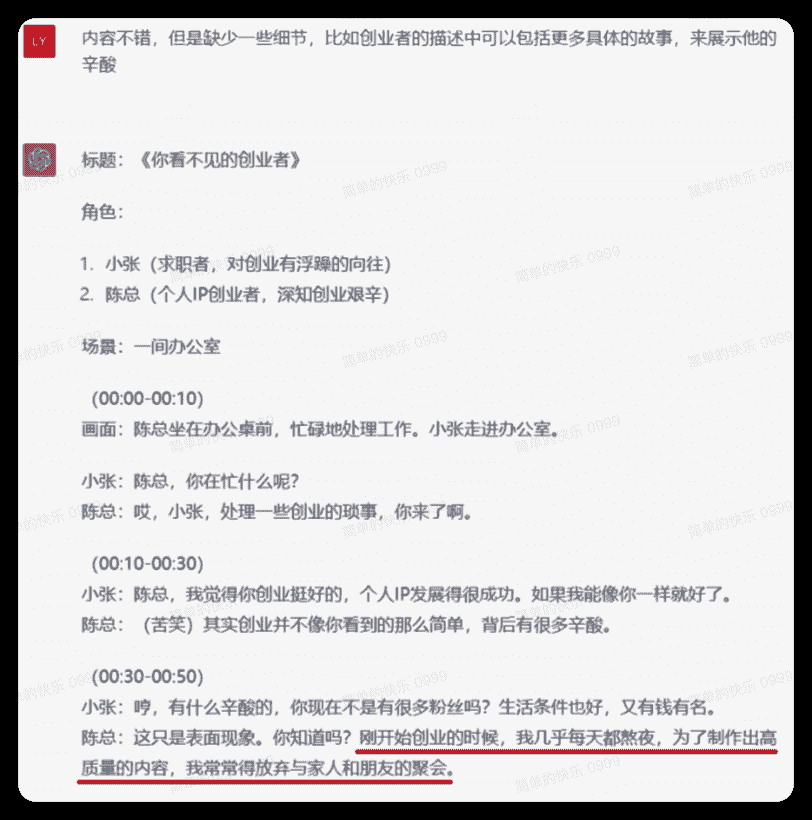 LY
内容不错，但是缺少一些细节，比如创业者的描述中可以包括更多具体的故事，来展示他的
辛酸
标题：《你看不见的创业者》
角色：
1. 小张（求职者，对创业有浮躁的向往）
2. 陈总（个人IP创业者，深知创业艰辛）
场景：一间办公室
（00:00-00:10）
画面：陈总坐在办公桌前，忙碌地处理工作。小张走进办公室。
小张：陈总，你在忙什么呢？
陈总：哎，小张，处理一些创业的琐事，你来了啊。
（00:10-00:30）
小张：陈总，我觉得你创业挺好的，个人IP发展得很成功。如果我能像你一样就好了。
陈总：（苦笑）其实创业并不像你看到的那么简单，背后有很多辛酸。
（00:30-00:50）
小张：哼，有什么辛酸的，你现在不是有很多粉丝吗？生活条件也好，又有钱有名。
陈总：这只是表面现象。你知道吗？刚开始创业的时候，我几乎每天都熬夜，为了制作出高
质量的内容，我常常得放弃与家人和朋友的聚会。
简单的快乐 0999